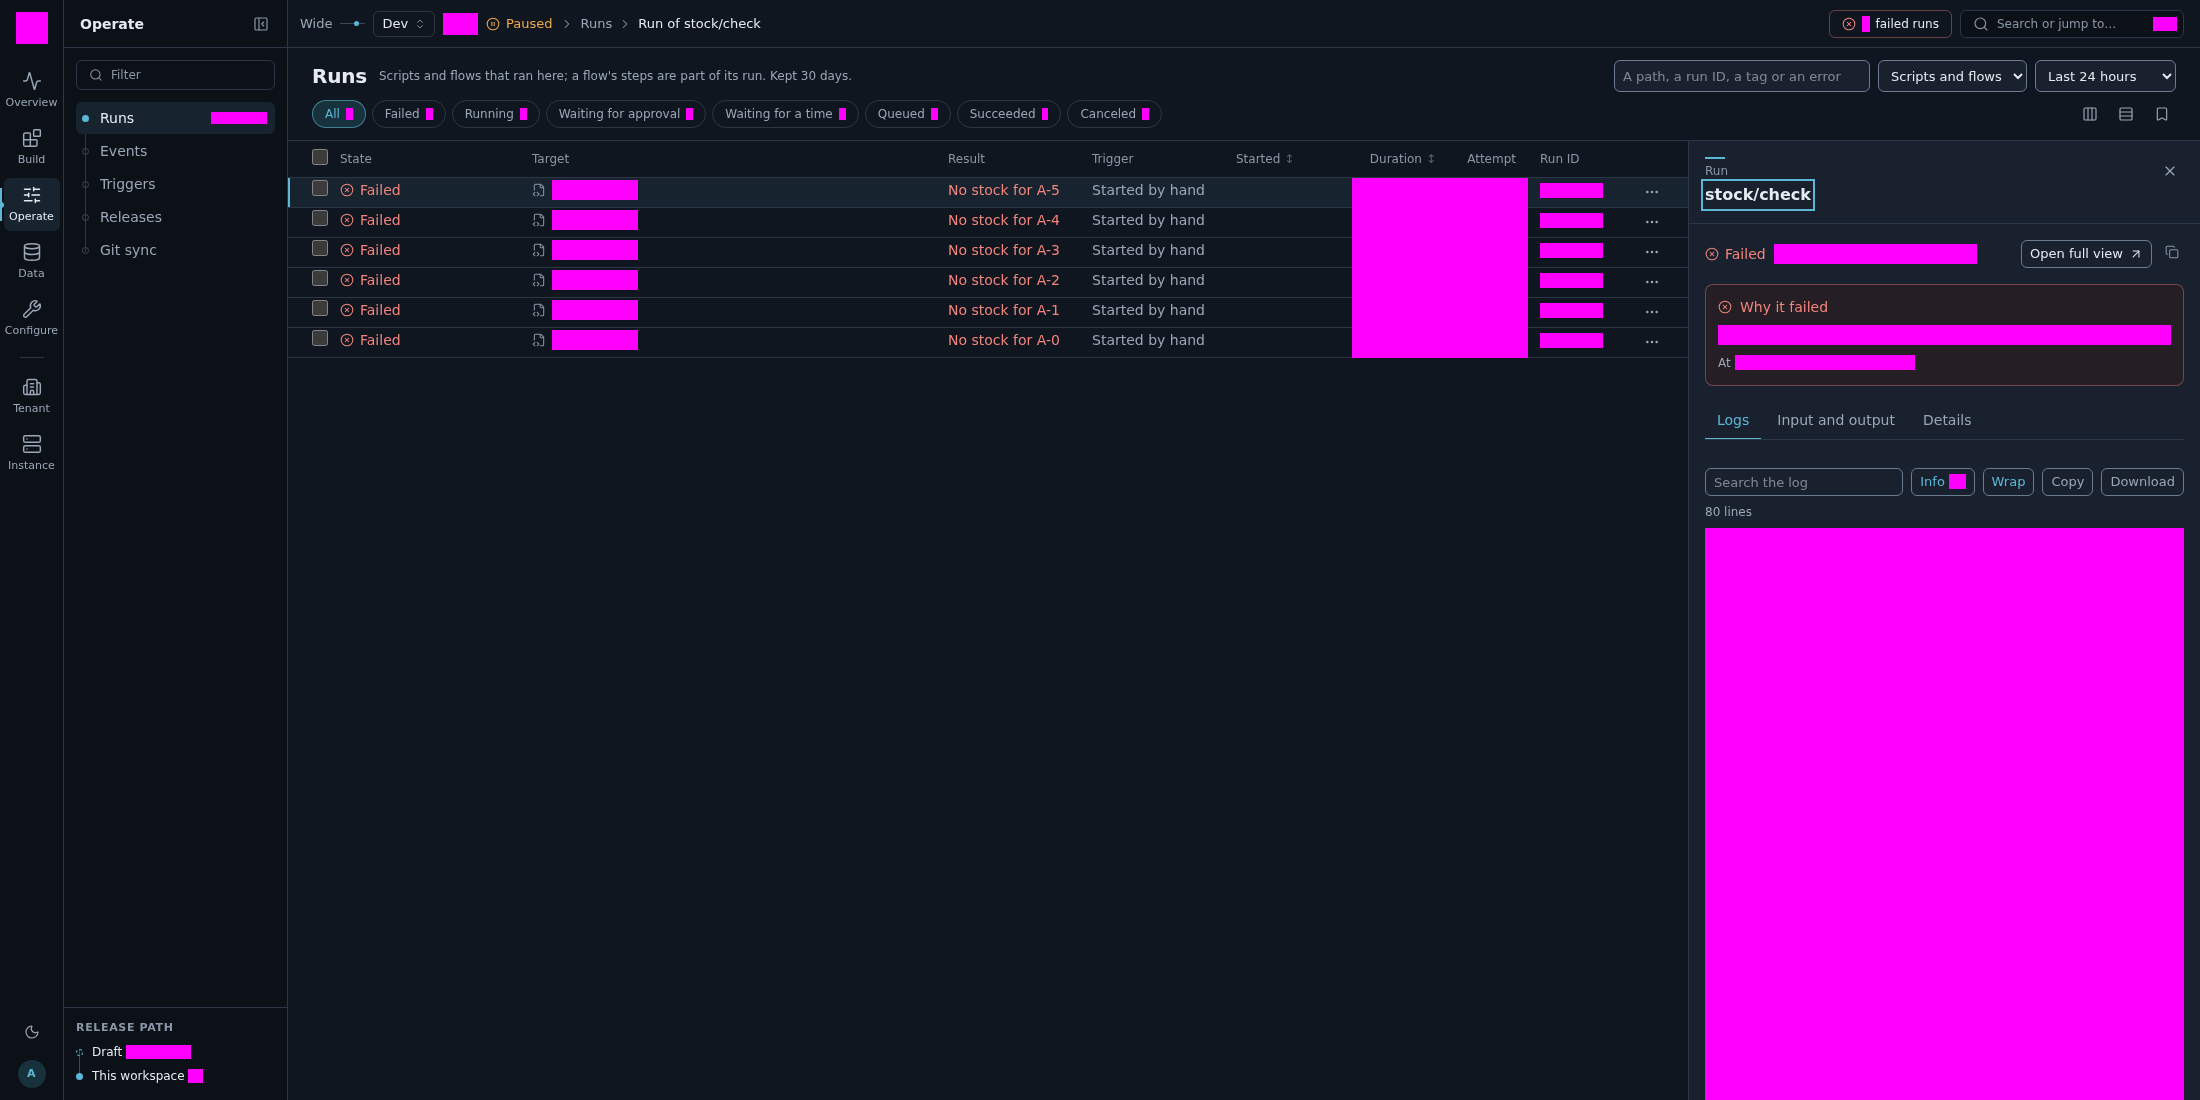 Operate
Wide
Dev
Paused
Runs
Run of stock/check
failed runs
Search or jump to...
Overview
Build
Operate
Data
Configure
Tenant
Instance
A
Filter
Runs
Events
Triggers
Releases
Git sync
RELEASE PATH
Draft
This workspace
Runs
Scripts and flows that ran here; a flow's steps are part of its run. Kept 30 days.
A path, a run ID, a tag or an error
Scripts and flows
Last 24 hours
All
Failed
Running
Waiting for approval
Waiting for a time
Queued
Succeeded
Canceled
State Target Result Trigger Started Duration Attempt Run ID
Failed No stock for A-5 Started by hand
Failed No stock for A-4 Started by hand
Failed No stock for A-3 Started by hand
Failed No stock for A-2 Started by hand
Failed No stock for A-1 Started by hand
Failed No stock for A-0 Started by hand
Run
stock/check
Failed
Open full view
Why it failed
At
Logs
Input and output
Details
Search the log
Info
Wrap
Copy
Download
80 lines